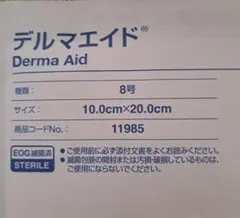 デルマエイド®
Derma Aid
種類： 8号
サイズ： 10.0cm×20.0cm
商品コードNo.： 11985
EOG滅菌済
STERILE
●ご使用前に必ず添付文書をよくお読みください。
●滅菌包装の開封または汚損・破損しているものは、
ご使用にならないでください。